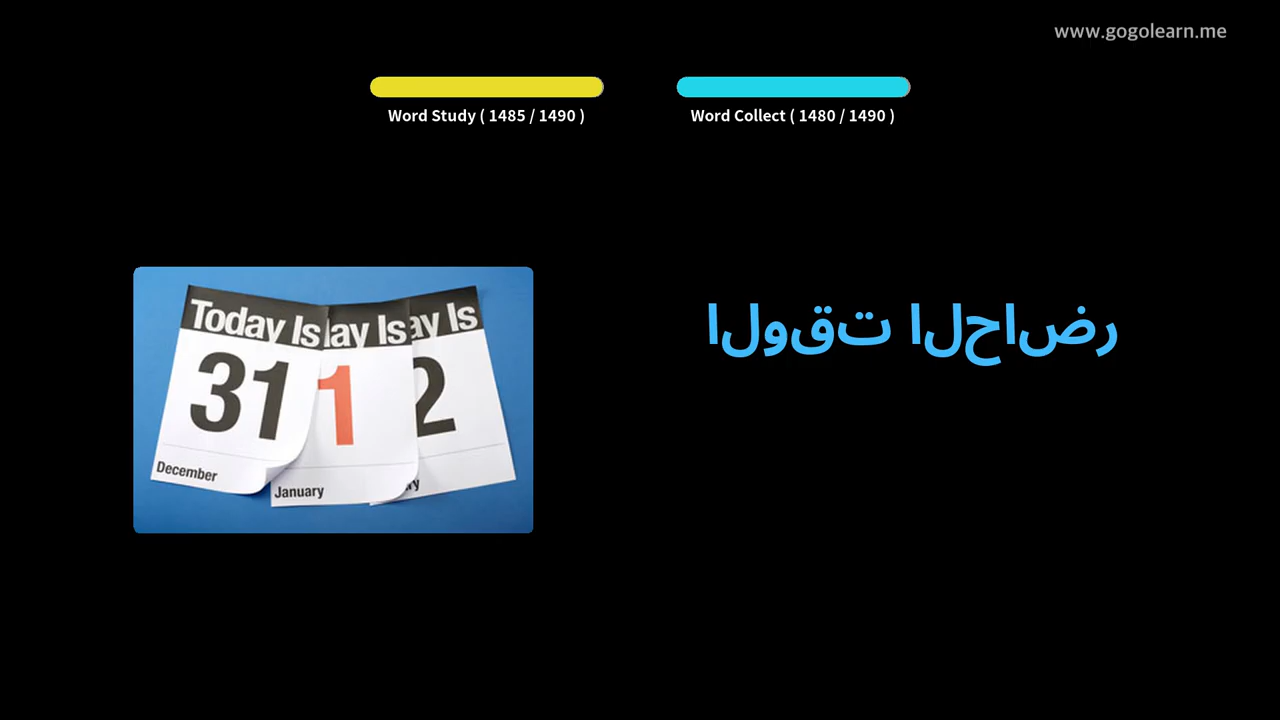 www.gogolearn.me
Word Study ( 1485 / 1490 )
Word Collect ( 1480 / 1490 )
الوقت الحاضر
Today Is
31
December
ay Is
1
January
ay Is
2
ry